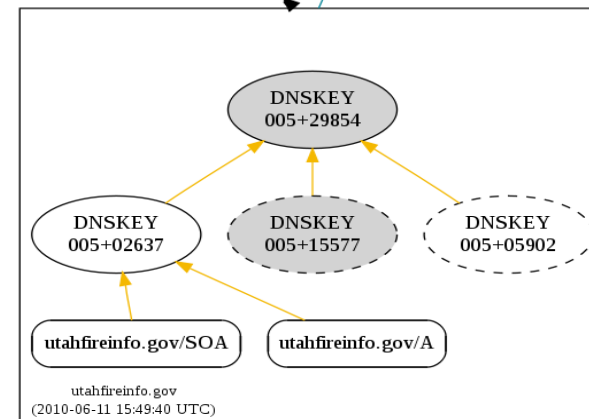 DNSKEY
005+29854
DNSKEY
005+02637
DNSKEY
005+15577
DNSKEY
005+05902
utahfireinfo.gov/SOA
utahfireinfo.gov/A
utahfireinfo.gov
(2010-06-11 15:49:40 UTC)